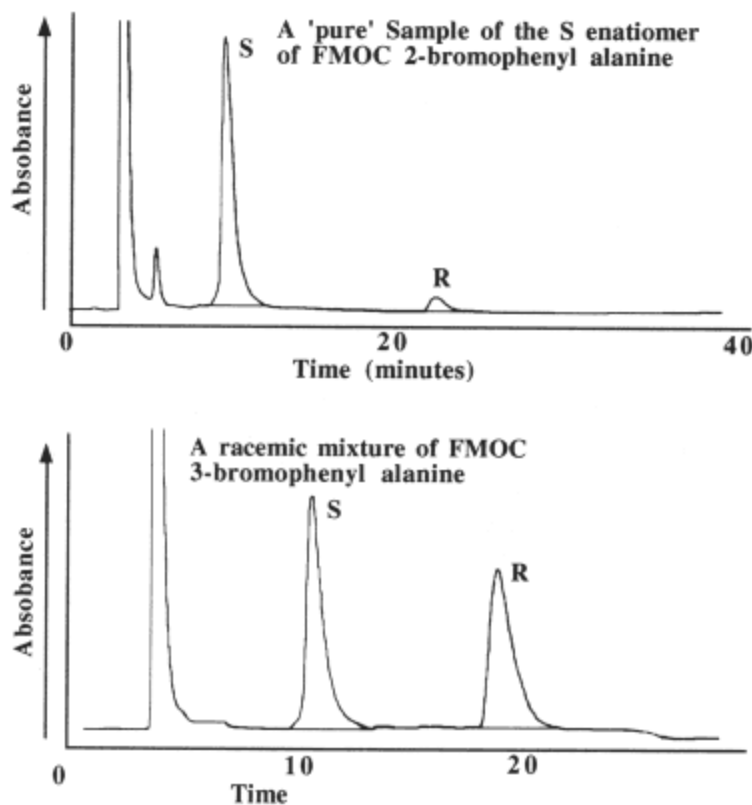 A 'pure' Sample of the S enatiomer
of FMOC 2-bromophenyl alanine
S
R
Absobance
0
20
40
Time (minutes)
A racemic mixture of FMOC
3-bromophenyl alanine
S
R
Absobance
0
10
20
Time